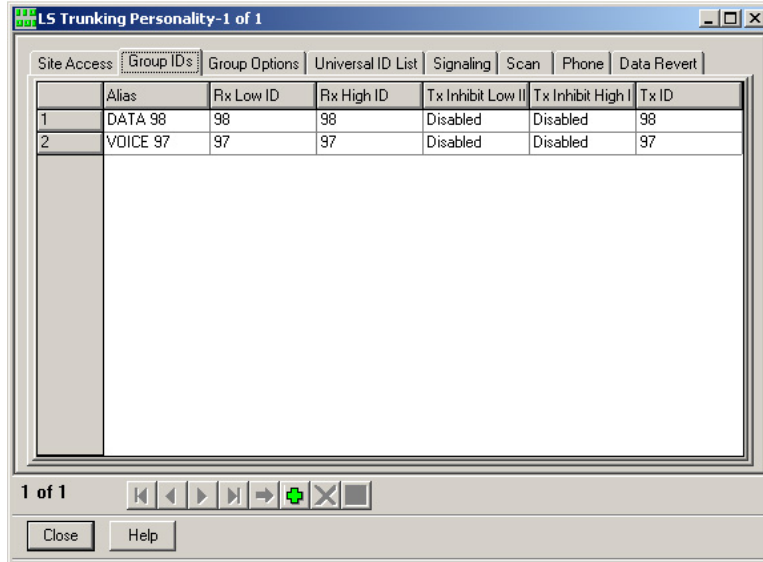 LS Trunking Personality-1 of 1
Site Access Group IDs Group Options Universal ID List Signaling Scan Phone Data Revert
Alias Rx Low ID Rx High ID Tx Inhibit Low II Tx Inhibit High I Tx ID
1 DATA 98 98 98 Disabled Disabled 98
2 VOICE 97 97 97 Disabled Disabled 97
1 of 1
Close Help